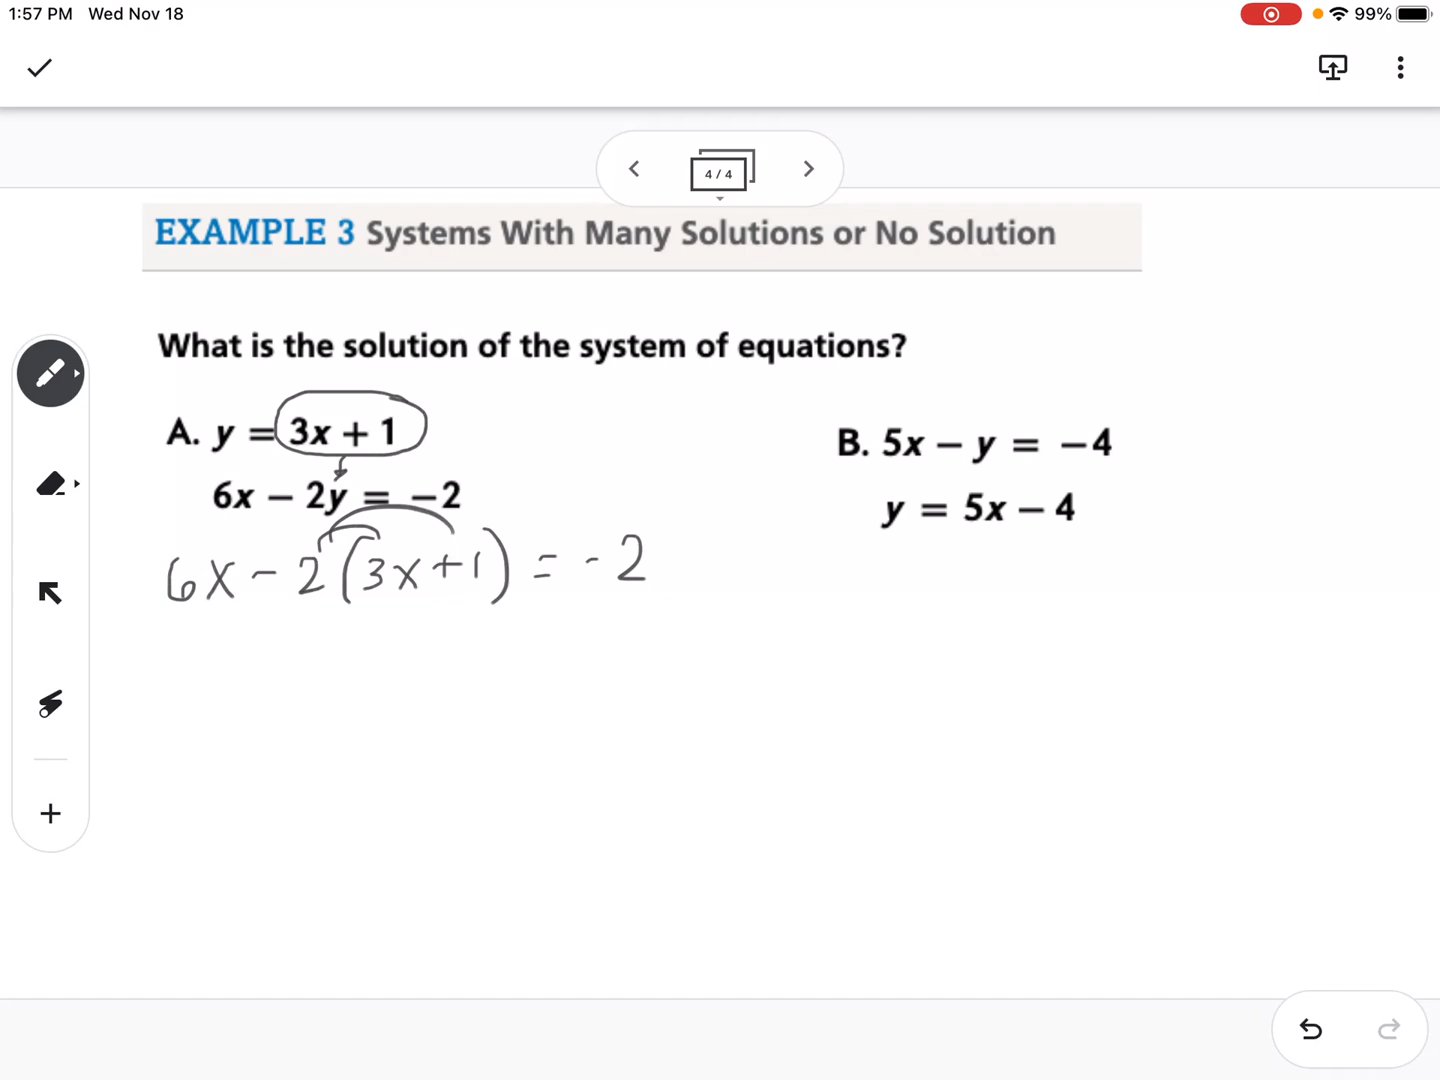 1:57 PM Wed Nov 18
99%
4 / 4
EXAMPLE 3 Systems With Many Solutions or No Solution
What is the solution of the system of equations?
A. y = 3x + 1
6x − 2y = −2
6x - 2(3x+1) = -2
B. 5x − y = −4
y = 5x − 4